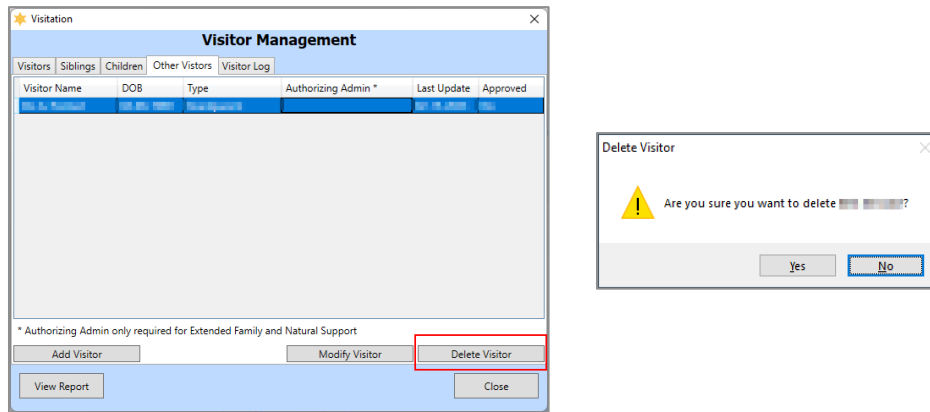 Visitation
Visitor Management
Visitors Siblings Children Other Vistors Visitor Log
Visitor Name DOB Type Authorizing Admin * Last Update Approved
* Authorizing Admin only required for Extended Family and Natural Support
Add Visitor Modify Visitor Delete Visitor
View Report Close
Delete Visitor
Are you sure you want to delete ?
Yes No